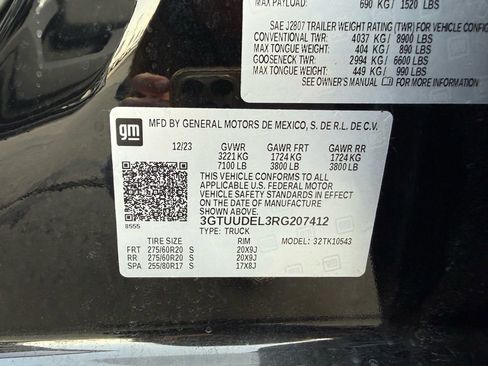 MAX PAYLOAD: 690 KG / 1520 LBS
SAE J2807 TRAILER WEIGHT RATING (TWR) FOR VEHICLE CONFIG
CONVENTIONAL TWR: 4037 KG / 8900 LBS
MAX TONGUE WEIGHT: 404 KG / 890 LBS
GOOSENECK TWR: 2994 KG / 6600 LBS
MAX TONGUE WEIGHT: 449 KG / 990 LBS
SEE OWNER'S MANUAL FOR MORE INFORMATION
gm
MFD BY GENERAL MOTORS DE MEXICO, S. DE R.L. DE C.V.
12/23 GVWR GAWR FRT GAWR RR
3221 KG 1724 KG 1724 KG
7100 LB 3800 LB 3800 LB
THIS VEHICLE CONFORMS TO ALL
APPLICABLE U.S. FEDERAL MOTOR
VEHICLE SAFETY STANDARDS IN EFFECT
ON THE DATE OF MANUFACTURE
SHOWN ABOVE.
8555
3GTUUDEL3RG207412
TYPE: TRUCK
TIRE SIZE RIM MODEL: 32TK10543
FRT 275/60R20 S 20X9J
RR 275/60R20 S 20X9J
SPA 255/80R17 S 17X8J